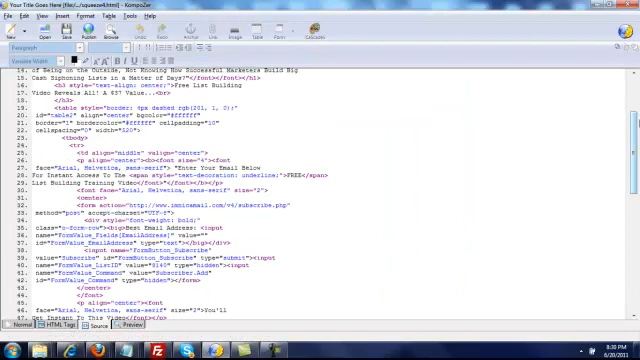 Your Title Goes Here [file:/.../squeeze4.html] - KompoZer
File Edit View Insert Format Table Tools Help
New Open Save Publish Browse Undo Redo Anchor Link Image Table Form Cascades
Paragraph
Variable Width
14. of Being on the Outside, Not Knowing How Successful Marketers Build Big
15. Cash Siphoning Lists in a Matter of Days?"</font></font></h1>
16. <h3 style="text-align: center;">Free List Building
17. Video Reveals All! A $37 Value...<br>
18. </h3>
19. <table style="border: 4px dashed rgb(201, 1, 0);"
20. id="table2" align="center" bgcolor="#ffffff"
21. border="1" bordercolor="#ffffff" cellpadding="10"
22. cellspacing="0" width="520">
23. <tbody>
24. <tr>
25. <td align="middle" valign="center">
26. <p align="center"><b><font size="4"><font
27. face="Arial, Helvetica, sans-serif"> "Enter Your Email Below
28. For Instant Access To The <span style="text-decoration: underline;">FREE</span>
29. List Building Training Video</font>"</font></b></p>
30. <font face="Arial, Helvetica, sans-serif" size="2">
31. <center>
32. <form action="http://www.imnicamail.com/v4/subscribe.php"
33. method="post" accept-charset="UTF-8">
34. <div style="font-weight: bold;"
35. class="o-form-row"><big>Best Email Address: <input
36. name="FormValue_Fields[EmailAddress]" value=""
37. id="FormValue_EmailAddress" type="text"></big></div>
38. <input name="FormButton_Subscribe"
39. value="Subscribe" id="FormButton_Subscribe" type="submit"><input
40. name="FormValue_ListID" value="9140" type="hidden"><input
41. name="FormValue_Command" value="Subscriber.Add"
42. id="FormValue_Command" type="hidden"></form>
43. </center>
44. </font>
45. <p align="center"><font
46. face="Arial, Helvetica, sans-serif" size="2">You'll
47. Get Instant To This Video</font></p>
Normal HTML Tags Source Preview
8:30 PM
6/20/2011